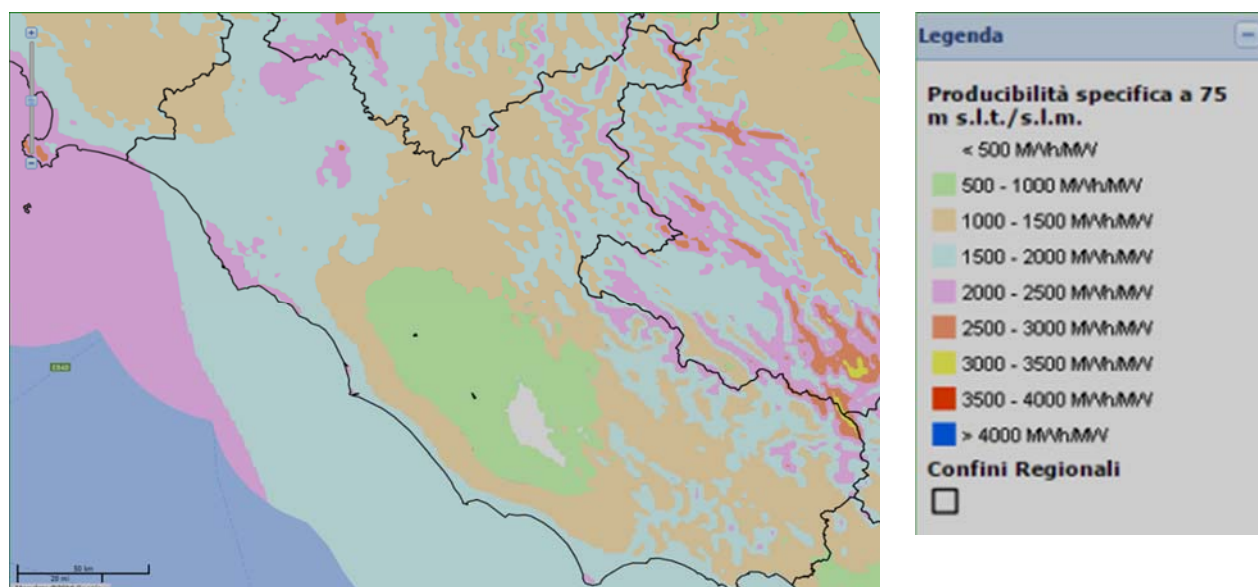 E840
50 km
20 mi
Legenda
Producibilità specifica a 75
m s.l.t./s.l.m.
< 500 MWh/MW
500 - 1000 MWh/MW
1000 - 1500 MWh/MW
1500 - 2000 MWh/MW
2000 - 2500 MWh/MW
2500 - 3000 MWh/MW
3000 - 3500 MWh/MW
3500 - 4000 MWh/MW
> 4000 MWh/MW
Confini Regionali